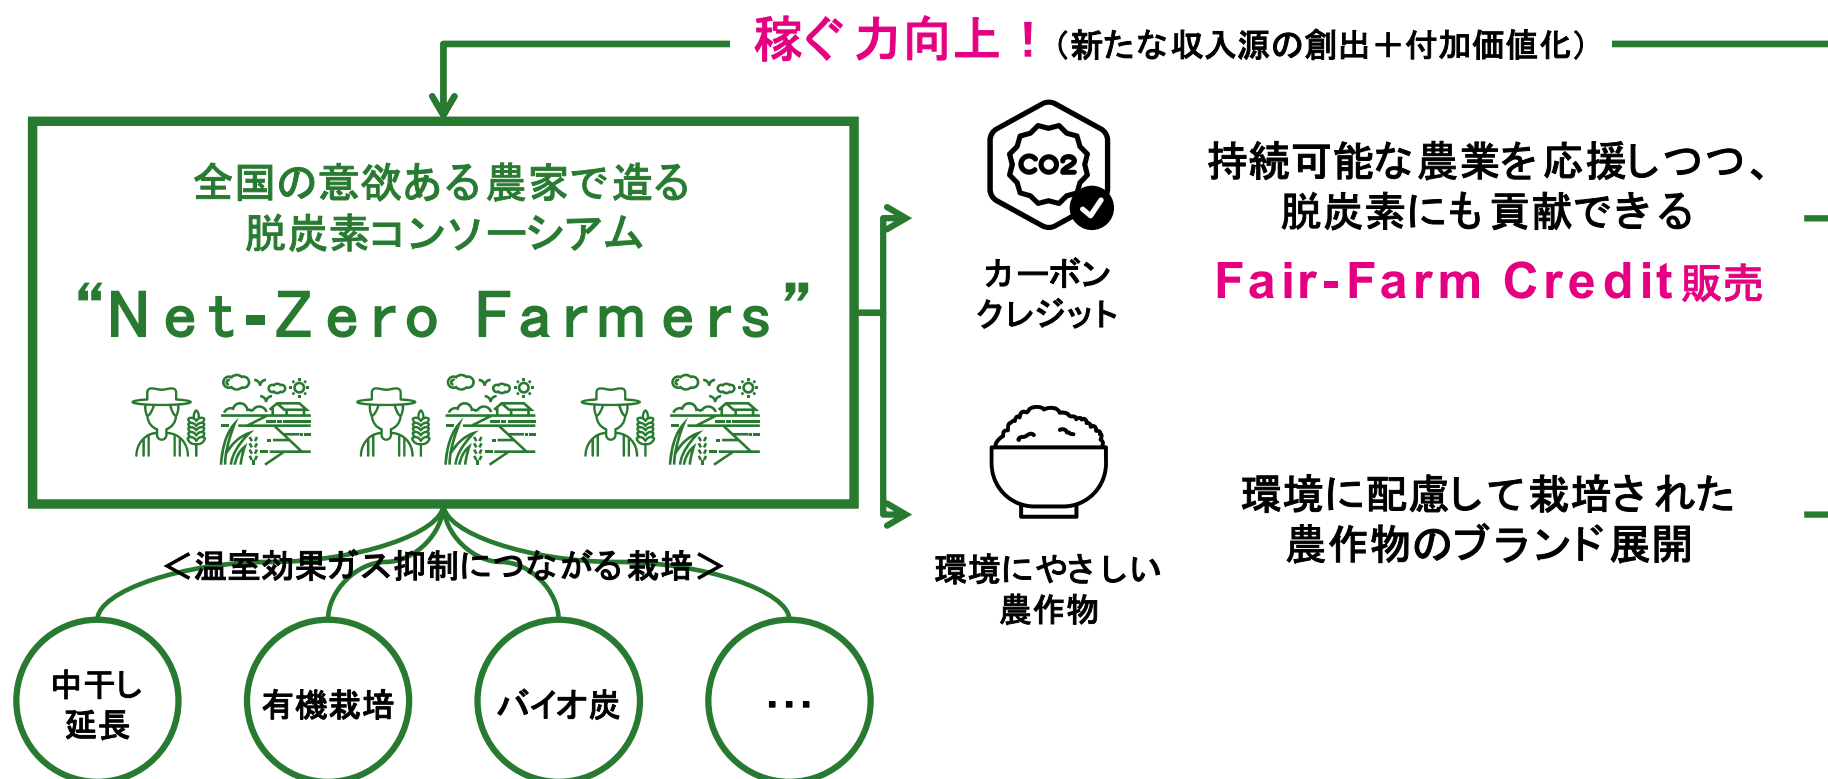 稼ぐ力向上！（新たな収入源の創出＋付加価値化）
全国の意欲ある農家で造る
脱炭素コンソーシアム
“Net-Zero Farmers”
＜温室効果ガス抑制につながる栽培＞
中干し
延長
有機栽培
バイオ炭
…
CO2
カーボン
クレジット
持続可能な農業を応援しつつ、
脱炭素にも貢献できる
Fair-Farm Credit販売
環境にやさしい
農作物
環境に配慮して栽培された
農作物のブランド展開